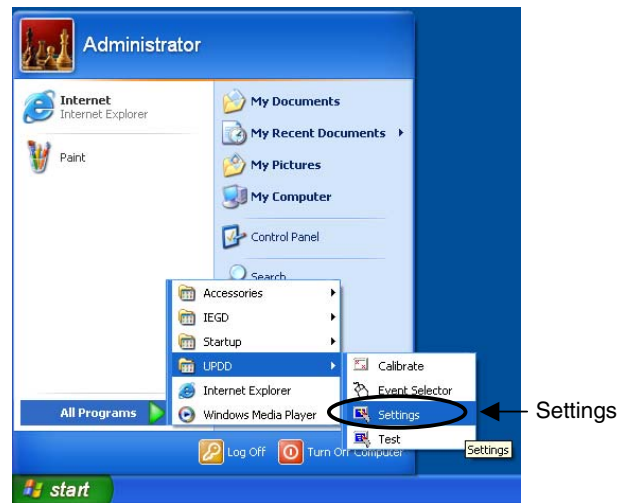 Administrator
Internet
Internet Explorer
Paint
My Documents
My Recent Documents
My Pictures
My Computer
Control Panel
Search
Accessories
IEGD
Startup
UPDD
Internet Explorer
Windows Media Player
Calibrate
Event Selector
Settings
Test
Settings
Settings
All Programs
Log Off
Turn Off Computer
start